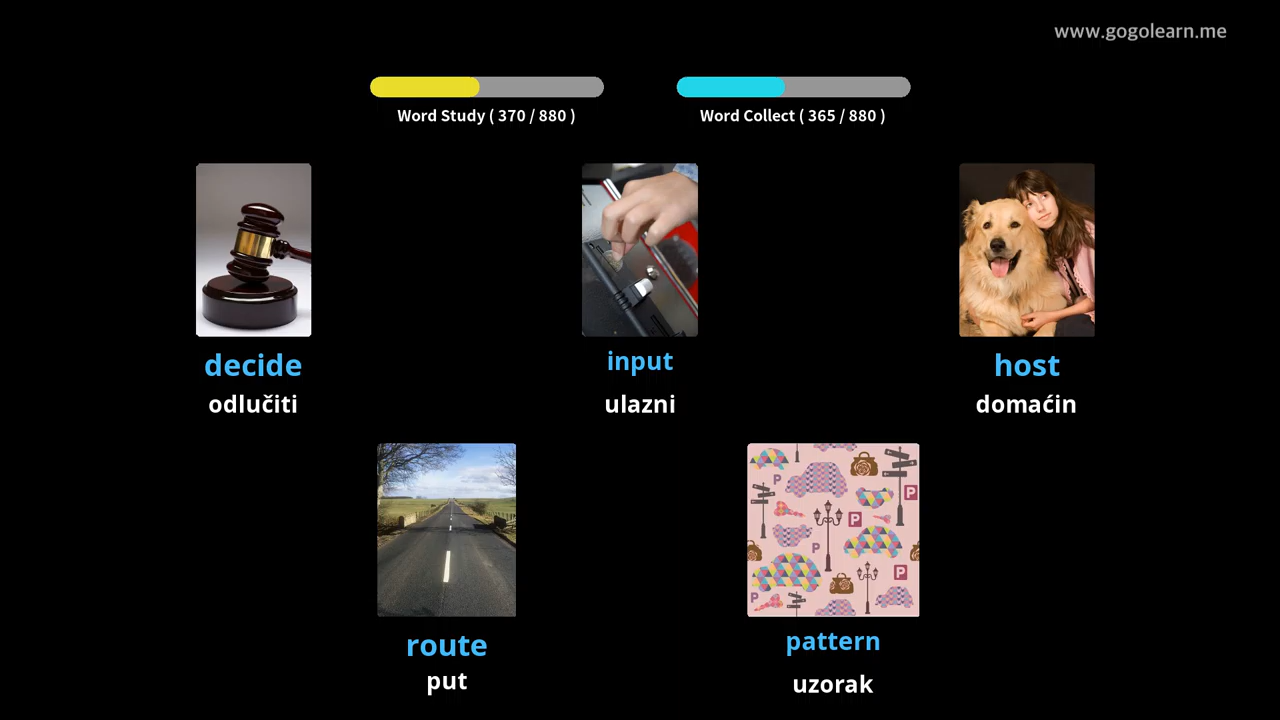 www.gogolearn.me
Word Study ( 370 / 880 )
Word Collect ( 365 / 880 )
decide
odlučiti
input
ulazni
host
domaćin
route
put
pattern
uzorak
P
P
P
P
P
P